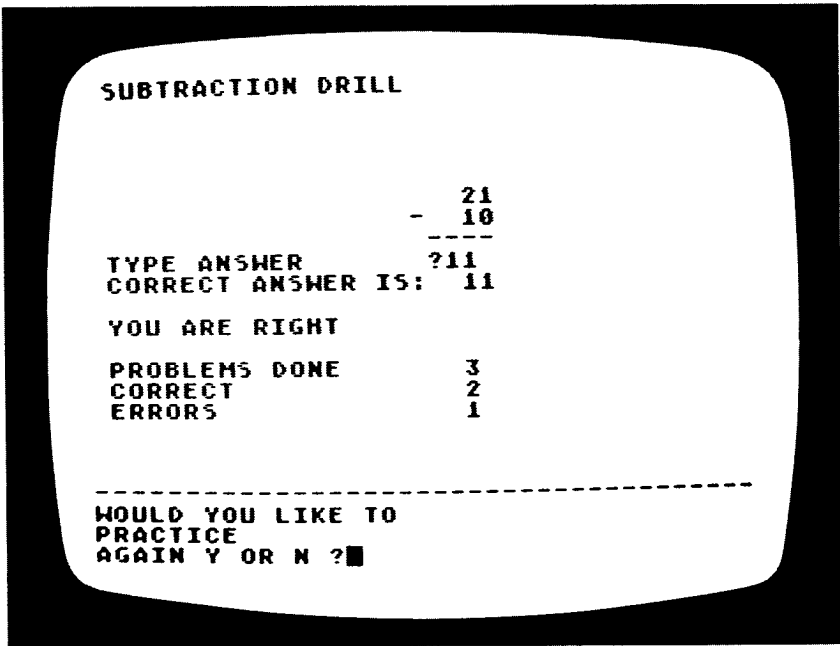 SUBTRACTION DRILL
21
- 10
----
TYPE ANSWER ?11
CORRECT ANSWER IS: 11
YOU ARE RIGHT
PROBLEMS DONE 3
CORRECT 2
ERRORS 1
--------------------------------------
WOULD YOU LIKE TO
PRACTICE
AGAIN Y OR N ?